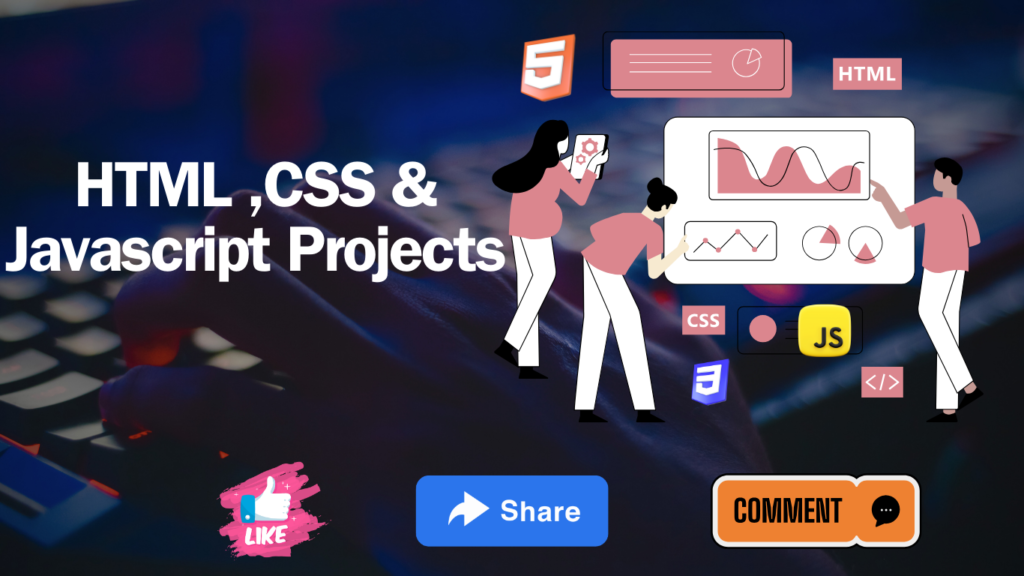 HTML ,CSS &
Javascript Projects
5
HTML
CSS
JS
3
</>
LIKE
Share
COMMENT